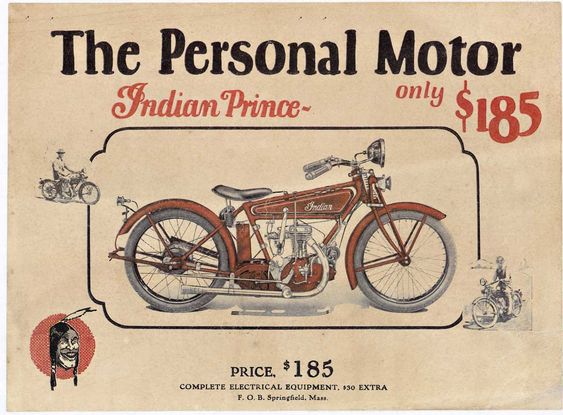 The Personal Motor
Indian Prince~
only $185
Indian
PRICE, $185
COMPLETE ELECTRICAL EQUIPMENT, $30 EXTRA
F. O. B. Springfield, Mass.